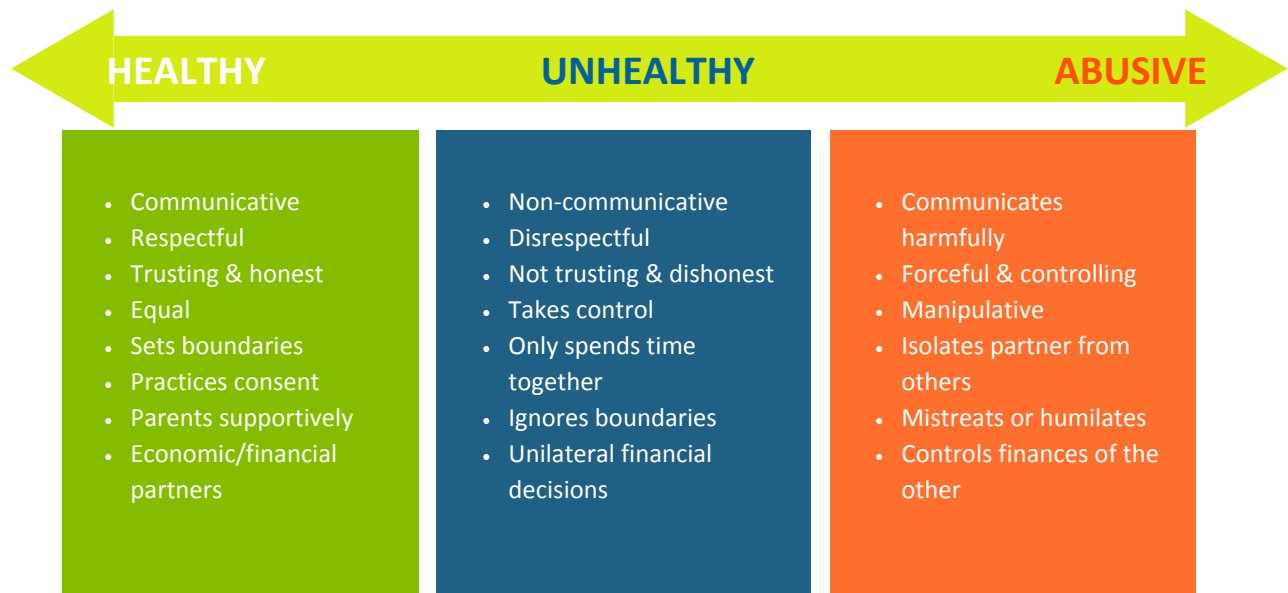 HEALTHY
UNHEALTHY
ABUSIVE
• Communicative
• Respectful
• Trusting & honest
• Equal
• Sets boundaries
• Practices consent
• Parents supportively
• Economic/financial
partners
• Non-communicative
• Disrespectful
• Not trusting & dishonest
• Takes control
• Only spends time
together
• Ignores boundaries
• Unilateral financial
decisions
• Communicates
harmfully
• Forceful & controlling
• Manipulative
• Isolates partner from
others
• Mistreats or humilates
• Controls finances of the
other